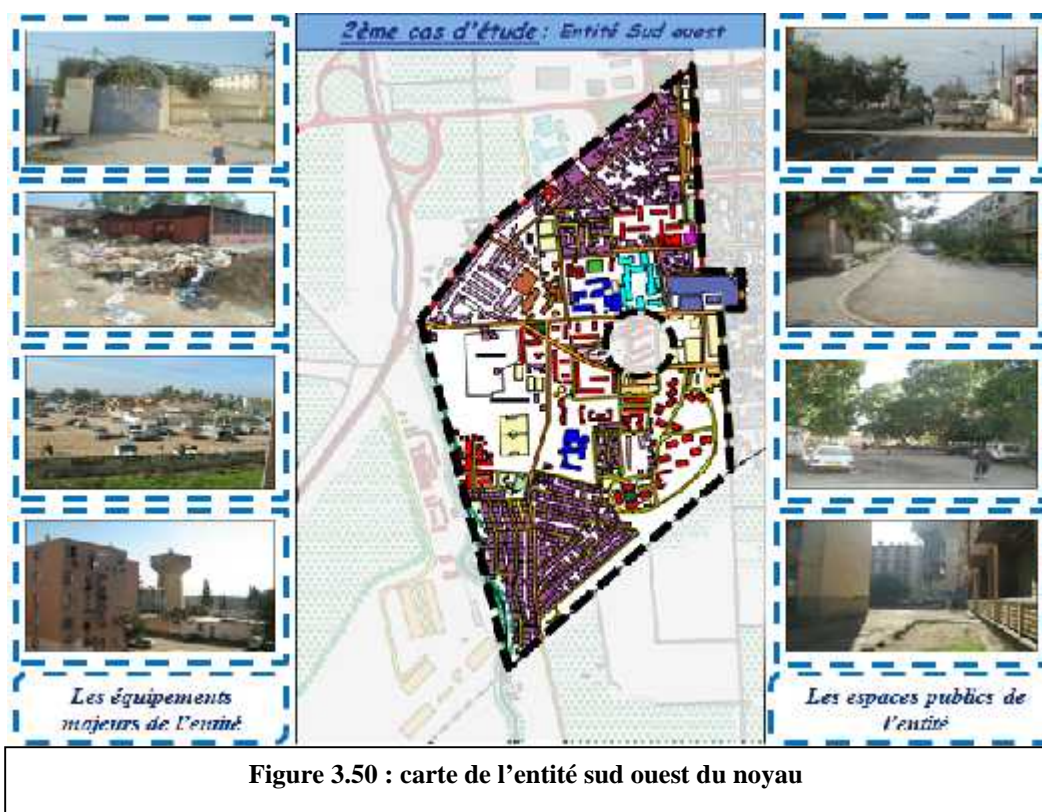 2ème cas d'étude : Entité Sud ouest
Les équipements
majeurs de l'entité
Les espaces publics de
l'entité
Figure 3.50 : carte de l'entité sud ouest du noyau